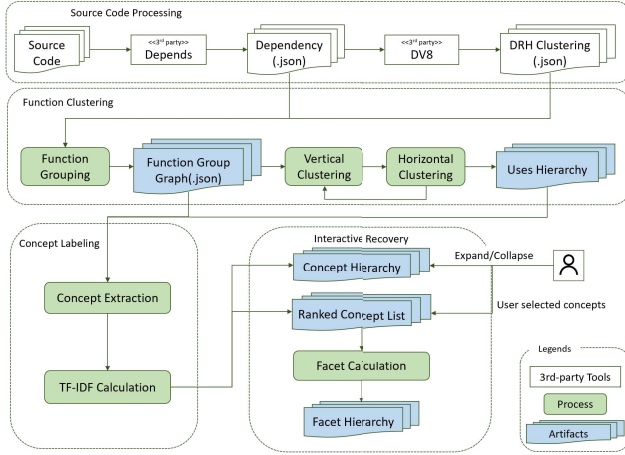 Source Code Processing
Source
Code
<<3rd party>>
Depends
Dependency
(.json)
<<3rd party>>
DV8
DRH Clustering
(.json)
Function Clustering
Function
Grouping
Function Group
Graph(.json)
Vertical
Clustering
Horizontal
Clustering
Uses Hierarchy
Concept Labeling
Concept Extraction
TF-IDF Calculation
Interactive Recovery
Concept Hierarchy
Ranked Concept List
Facet Calculation
Facet Hierarchy
Expand/Collapse
User selected concepts
Legends
3rd-party Tools
Process
Artifacts